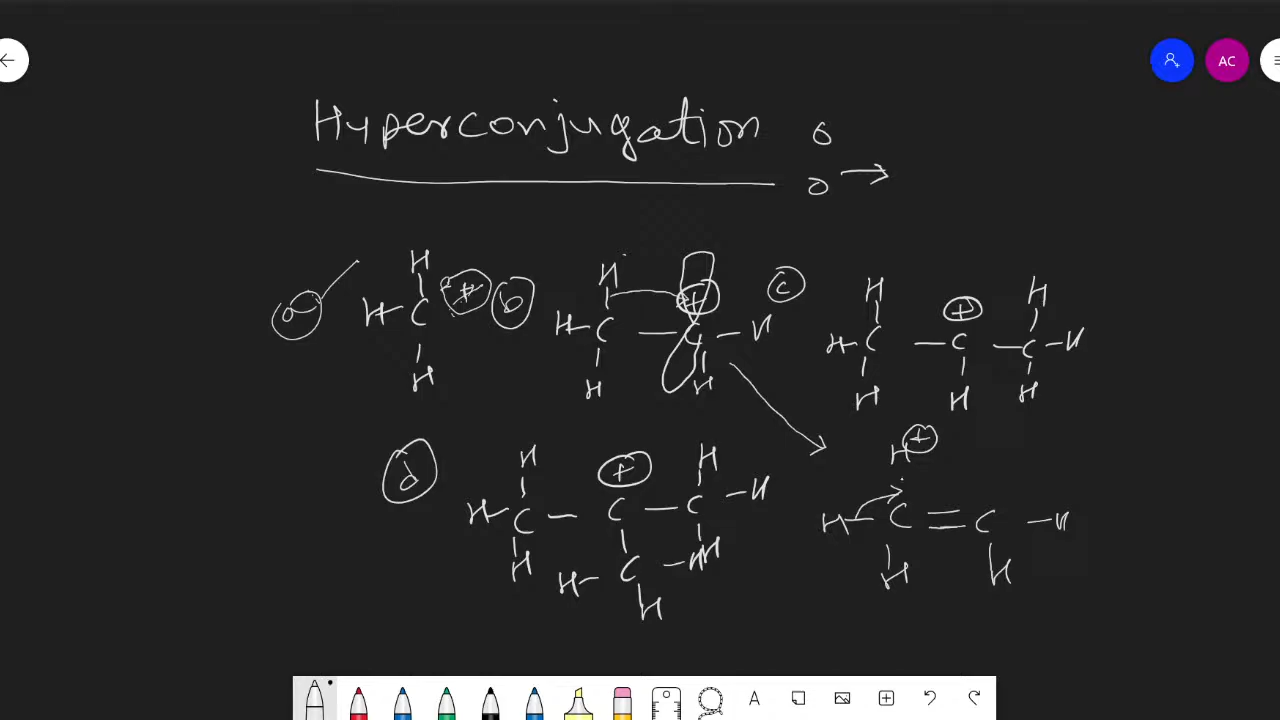 AC
Hyperconjugation : →
a H H–C–H +
b H H H–C–C–H H H +
c H H H–C–C–C–H H H H +
d H H H–C–C–C–H H H H–C–H H +
H +
H–C=C–H
H H
A